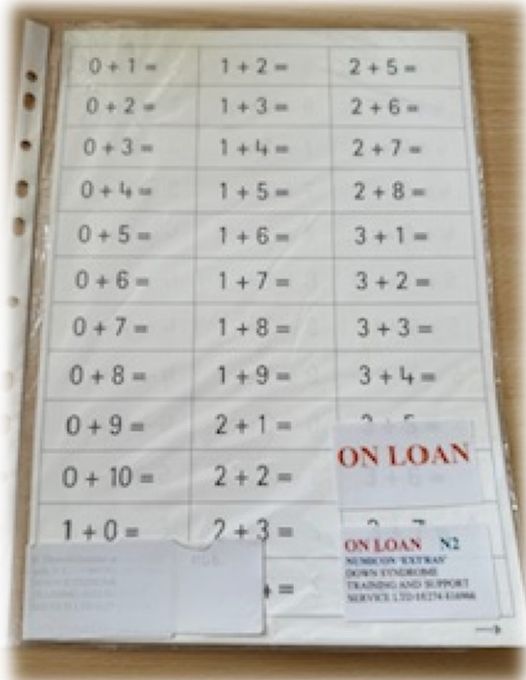 0 + 1 = 1 + 2 = 2 + 5 =
0 + 2 = 1 + 3 = 2 + 6 =
0 + 3 = 1 + 4 = 2 + 7 =
0 + 4 = 1 + 5 = 2 + 8 =
0 + 5 = 1 + 6 = 3 + 1 =
0 + 6 = 1 + 7 = 3 + 2 =
0 + 7 = 1 + 8 = 3 + 3 =
0 + 8 = 1 + 9 = 3 + 4 =
0 + 9 = 2 + 1 =
0 + 10 = 2 + 2 =
ON LOAN
1 + 0 = 2 + 3 =
ON LOAN N2
NUMICON 'EXTRAS'
DOWN SYNDROME
TRAINING AND SUPPORT
SERVICE LTD
=